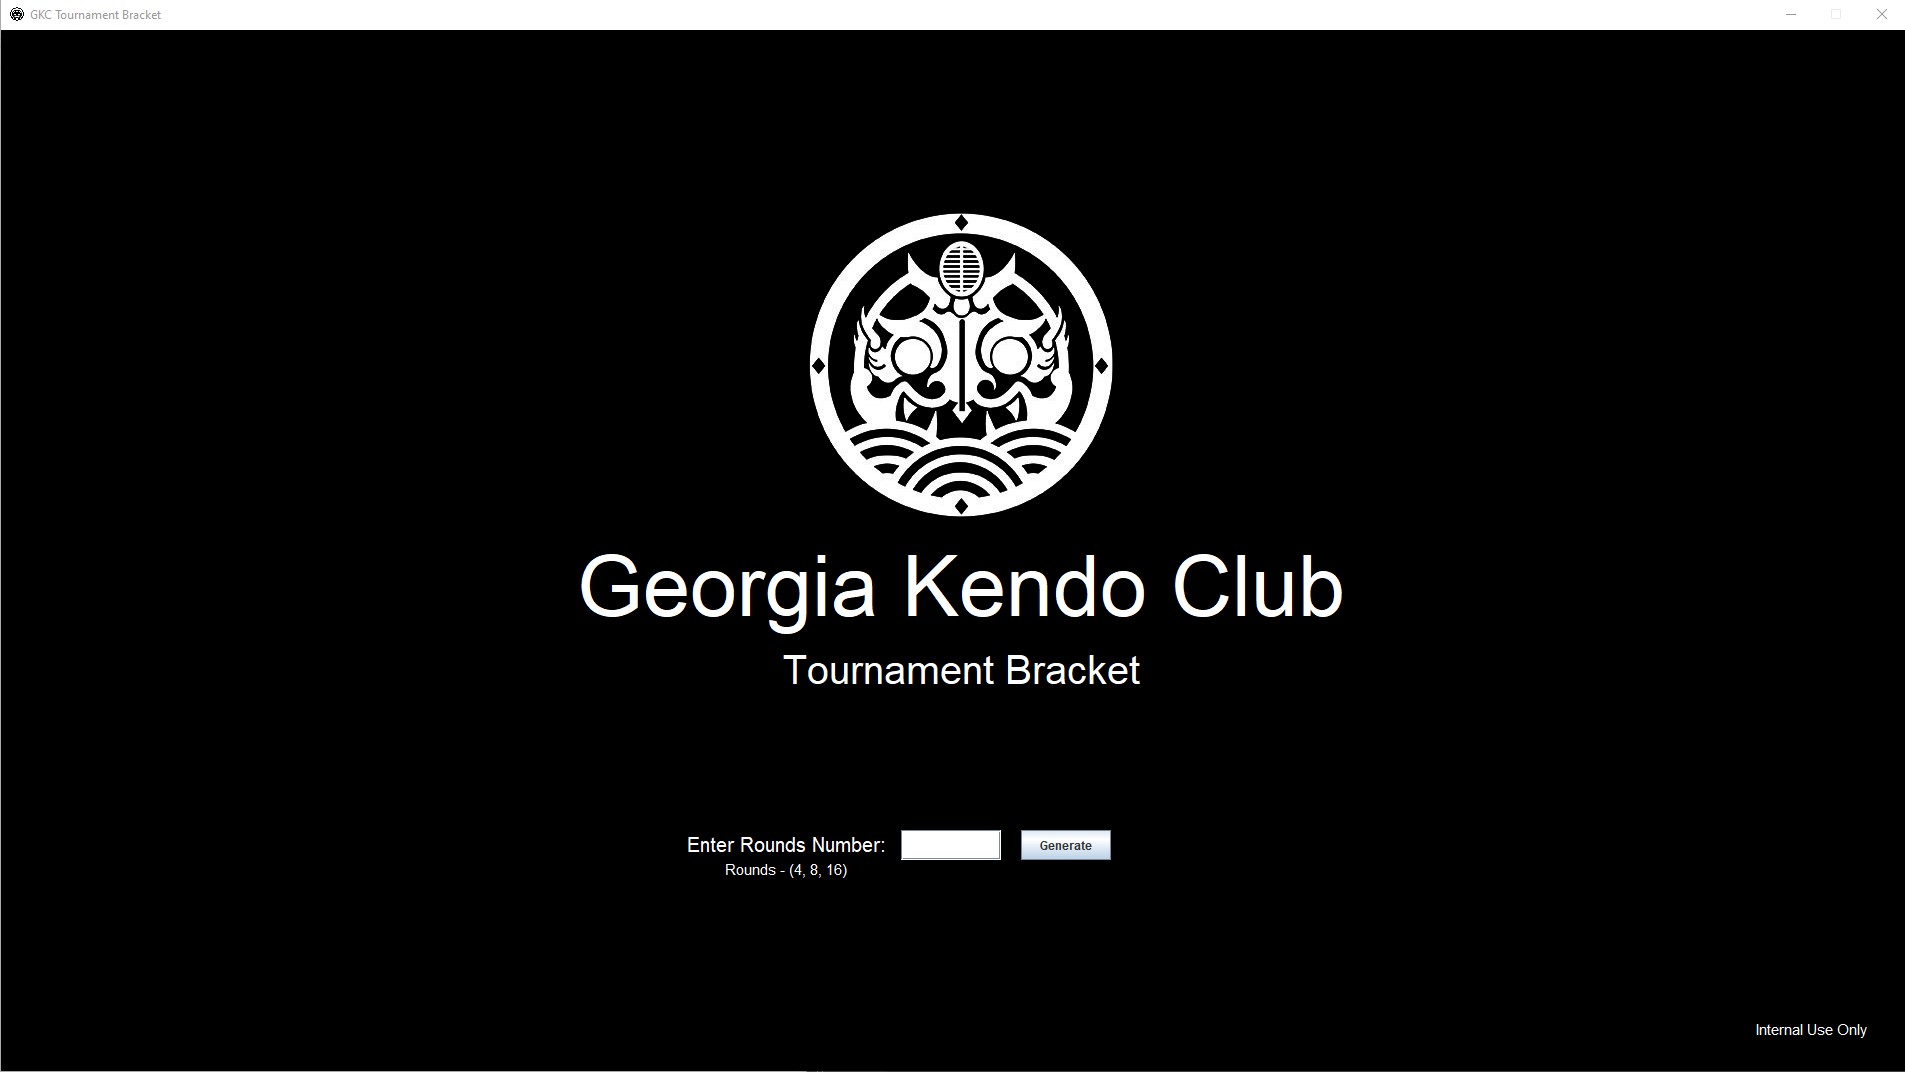 GKC Tournament Bracket
Georgia Kendo Club
Tournament Bracket
Enter Rounds Number:
Generate
Rounds - (4, 8, 16)
Internal Use Only